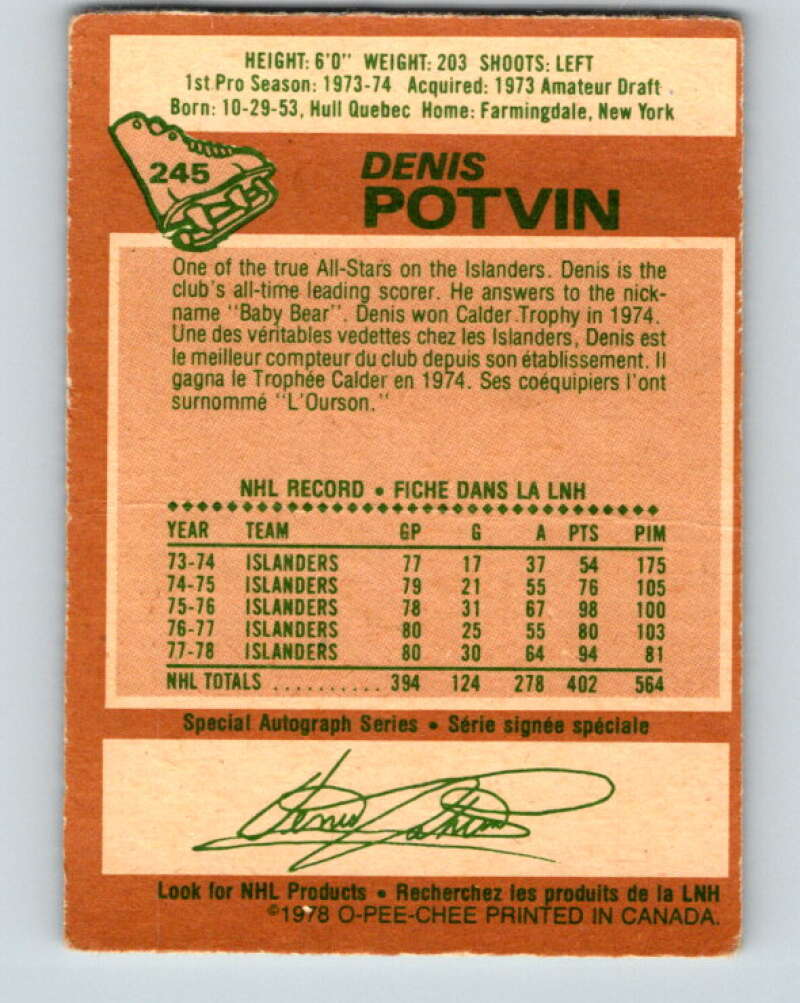 HEIGHT: 6'0" WEIGHT: 203 SHOOTS: LEFT
1st Pro Season: 1973-74 Acquired: 1973 Amateur Draft
Born: 10-29-53, Hull Quebec Home: Farmingdale, New York
245
DENIS
POTVIN
One of the true All-Stars on the Islanders. Denis is the
club's all-time leading scorer. He answers to the nick-
name "Baby Bear". Denis won Calder Trophy in 1974.
Une des véritables vedettes chez les Islanders, Denis est
le meilleur compteur du club depuis son établissement. Il
gagna le Trophée Calder en 1974. Ses coéquipiers l'ont
surnommé "L'Ourson."
NHL RECORD • FICHE DANS LA LNH
YEAR TEAM GP G A PTS PIM
73-74 ISLANDERS 77 17 37 54 175
74-75 ISLANDERS 79 21 55 76 105
75-76 ISLANDERS 78 31 67 98 100
76-77 ISLANDERS 80 25 55 80 103
77-78 ISLANDERS 80 30 64 94 81
NHL TOTALS .......... 394 124 278 402 564
Special Autograph Series • Série signée spéciale
Denis Potvin
Look for NHL Products • Recherchez les produits de la LNH
©1978 O-PEE-CHEE PRINTED IN CANADA.